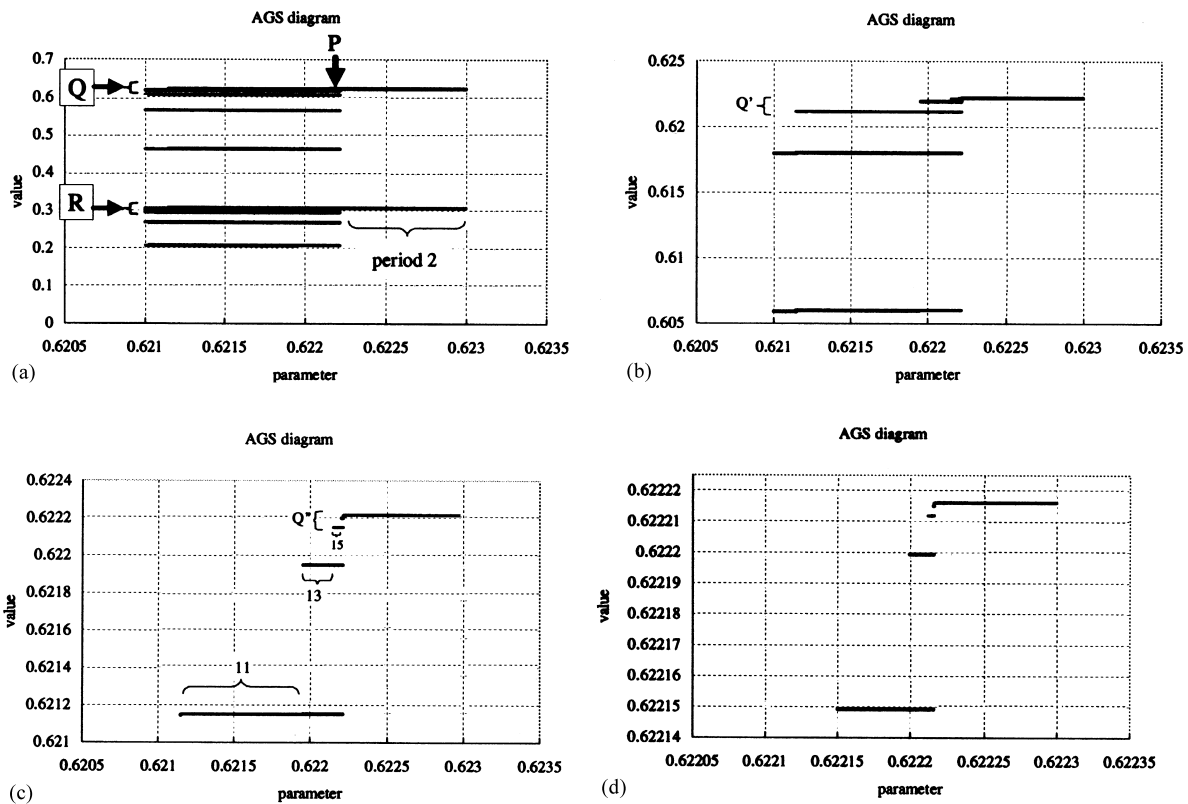 AGS diagram
P
0.7
Q
0.6
0.5
0.4
value
R
0.3
0.2
period 2
0.1
0
0.6205 0.621 0.6215 0.622 0.6225 0.623 0.6235
(a)
parameter
AGS diagram
0.625
Q'
0.62
0.615
value
0.61
0.605
0.6205 0.621 0.6215 0.622 0.6225 0.623 0.6235
(b)
parameter
AGS diagram
0.6224
Q"
0.6222
15
0.622
13
0.6218
value
0.6216
0.6214
11
0.6212
0.621
0.6205 0.621 0.6215 0.622 0.6225 0.623 0.6235
(c)
parameter
AGS diagram
0.62222
0.62221
0.6222
0.62219
0.62218
value
0.62217
0.62216
0.62215
0.62214
0.62205 0.6221 0.62215 0.6222 0.62225 0.6223 0.62235
(d)
parameter